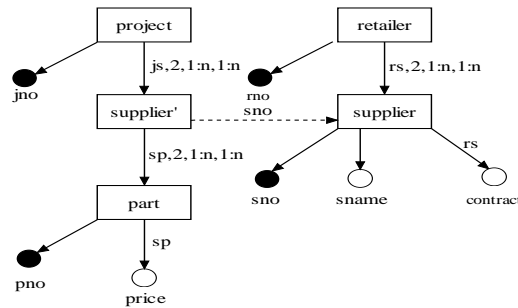 project
retailer
js,2,1:n,1:n
rs,2,1:n,1:n
jno
rno
sno
supplier'
supplier
sp,2,1:n,1:n
rs
part
sno
sname
contract
sp
pno
price